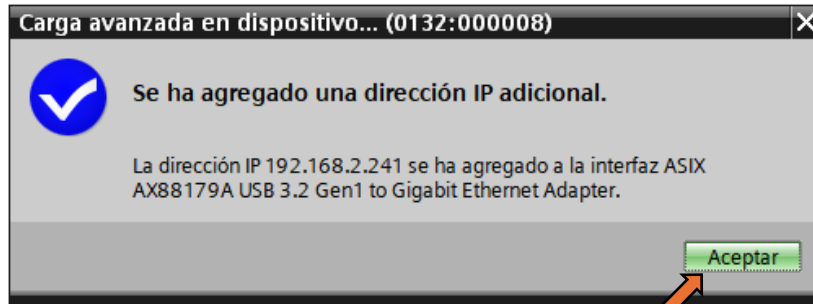 Carga avanzada en dispositivo... (0132:000008)
Se ha agregado una dirección IP adicional.
La dirección IP 192.168.2.241 se ha agregado a la interfaz ASIX
AX88179A USB 3.2 Gen1 to Gigabit Ethernet Adapter.
Aceptar